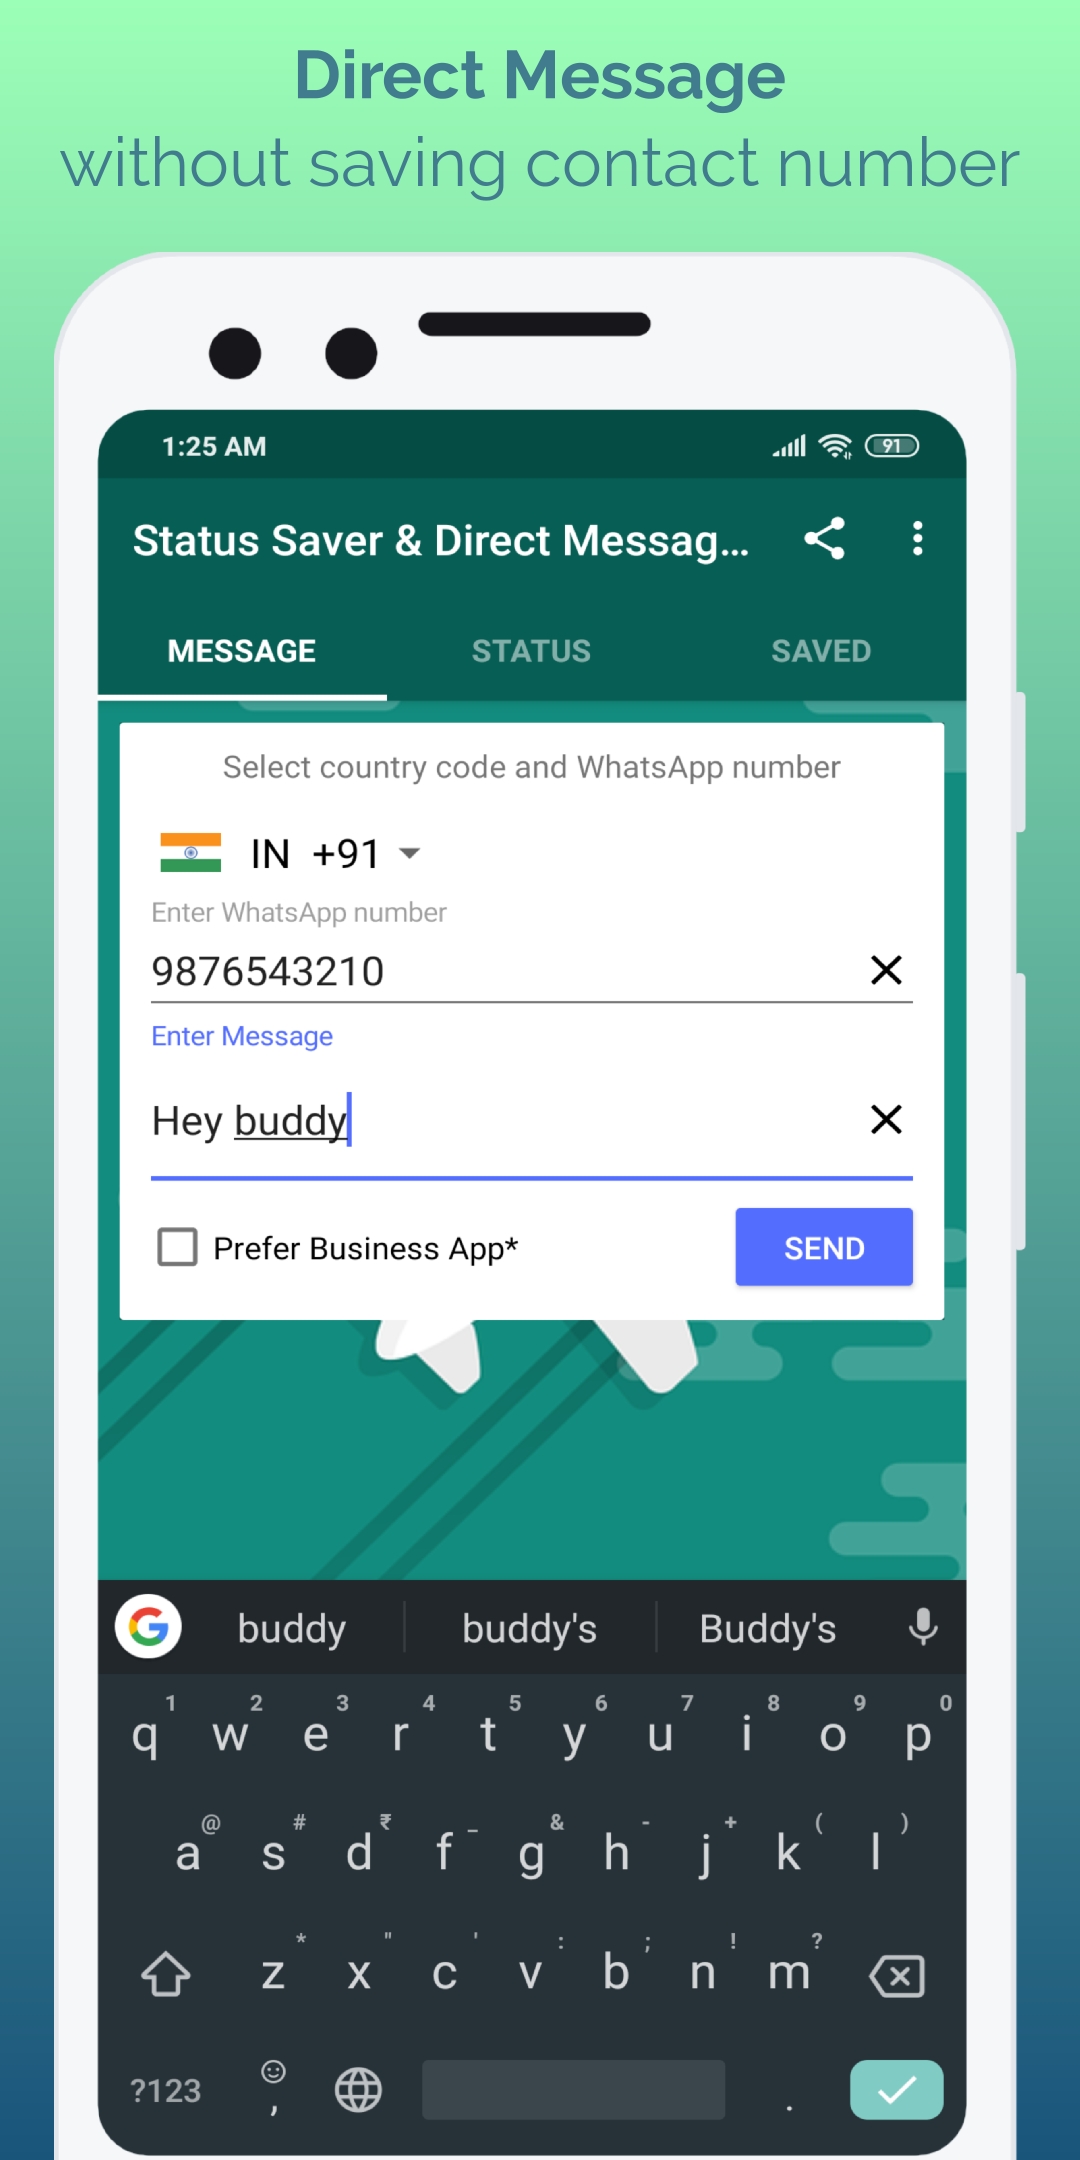 Direct Message
without saving contact number
1:25 AM
91
Status Saver & Direct Messag...
MESSAGE STATUS SAVED
Select country code and WhatsApp number
IN +91
Enter WhatsApp number
9876543210
Enter Message
Hey buddy
Prefer Business App*
SEND
G buddy buddy's Buddy's
1 2 3 4 5 6 7 8 9 0
q w e r t y u i o p
@ # ₹ _ & - + ( )
a s d f g h j k l
* " ' : ; ! ?
z x c v b n m
?123 , .